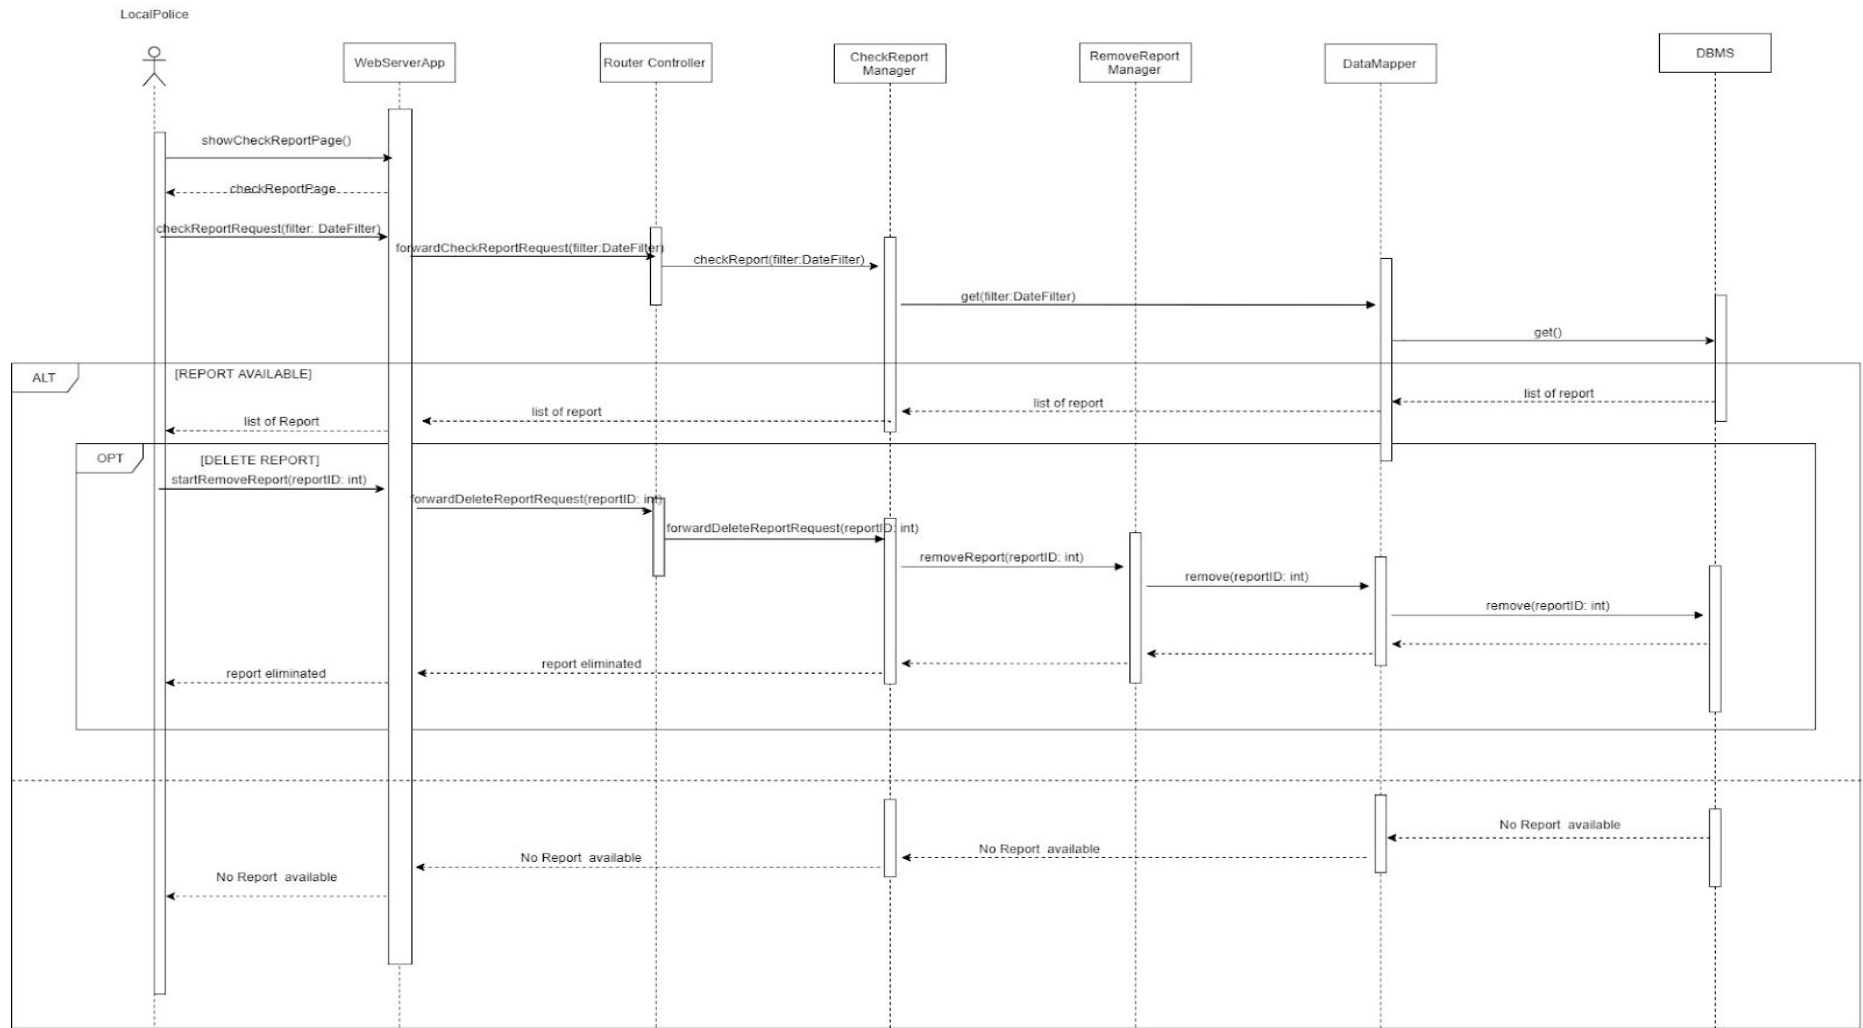 LocalPolice
WebServerApp
Router Controller
CheckReport
Manager
RemoveReport
Manager
DataMapper
DBMS
showCheckReportPage()
checkReportPage
checkReportRequest(filter: DateFilter)
forwardCheckReportRequest(filter:DateFilter)
checkReport(filter:DateFilter)
get(filter:DateFilter)
get()
ALT
[REPORT AVAILABLE]
list of report
list of report
list of report
list of Report
OPT
[DELETE REPORT]
startRemoveReport(reportID: int)
forwardDeleteReportRequest(reportID: int)
forwardDeleteReportRequest(reportID: int)
removeReport(reportID: int)
remove(reportID: int)
remove(reportID: int)
report eliminated
report eliminated
No Report available
No Report available
No Report available
No Report available